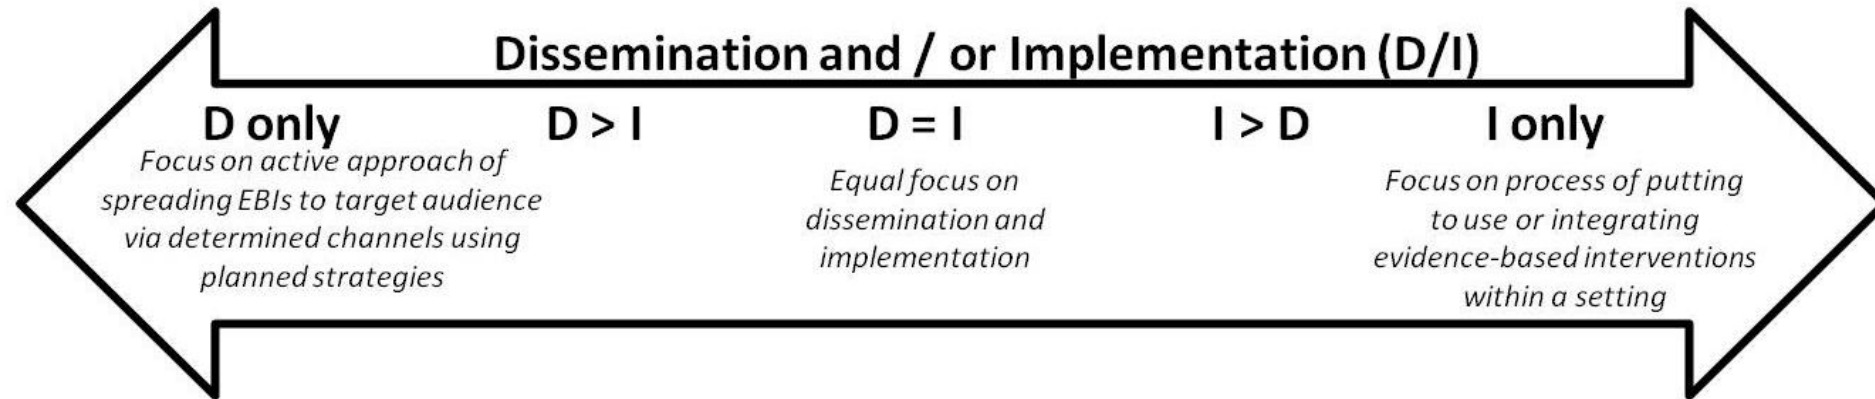 Dissemination and / or Implementation (D/I)
D only
Focus on active approach of
spreading EBIs to target audience
via determined channels using
planned strategies
D > I
D = I
Equal focus on
dissemination and
implementation
I > D
I only
Focus on process of putting
to use or integrating
evidence-based interventions
within a setting